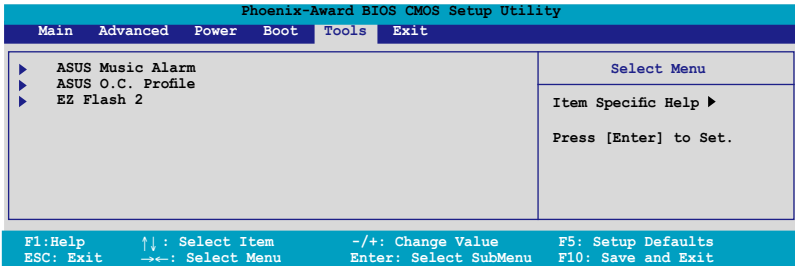 Phoenix-Award BIOS CMOS Setup Utility
Main Advanced Power Boot Tools Exit
ASUS Music Alarm
ASUS O.C. Profile
EZ Flash 2
Select Menu
Item Specific Help ▶
Press [Enter] to Set.
F1:Help ↑↓ : Select Item -/+: Change Value F5: Setup Defaults
ESC: Exit →←: Select Menu Enter: Select SubMenu F10: Save and Exit